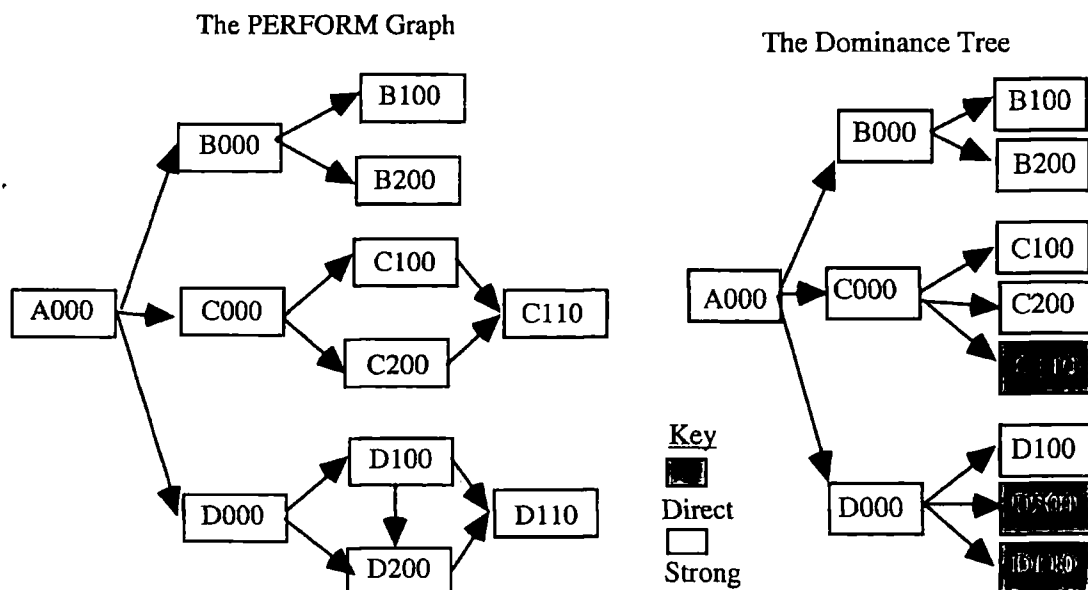 The PERFORM Graph
B100
B000
B200
C100
A000
C000
C110
C200
D100
D000
D110
D200
The Dominance Tree
B100
B000
B200
C100
A000
C000
C200
D100
D000
Key
Direct
Strong